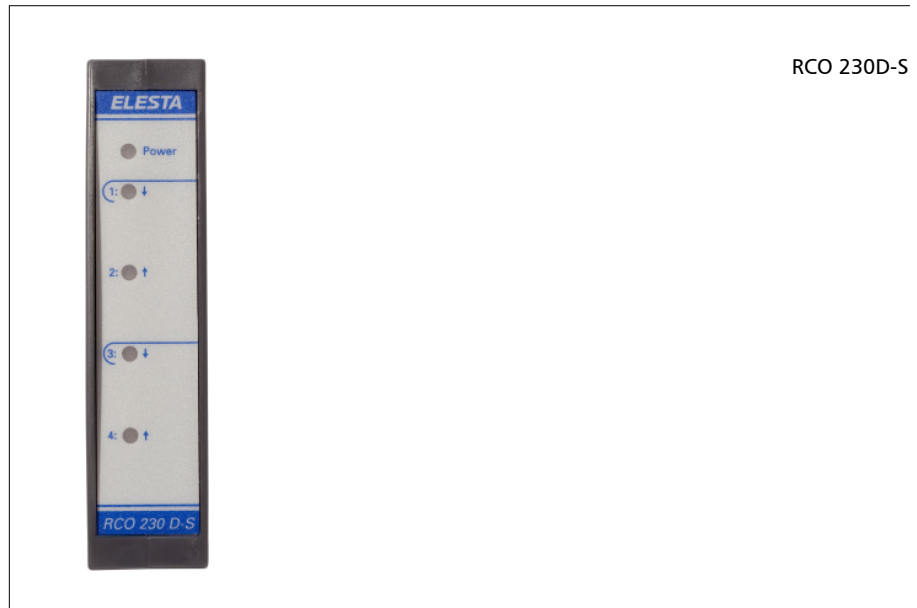 RCO 230D-S
ELESTA
Power
1: ↓
2: ↑
3: ↓
4: ↑
RCO 230 D-S